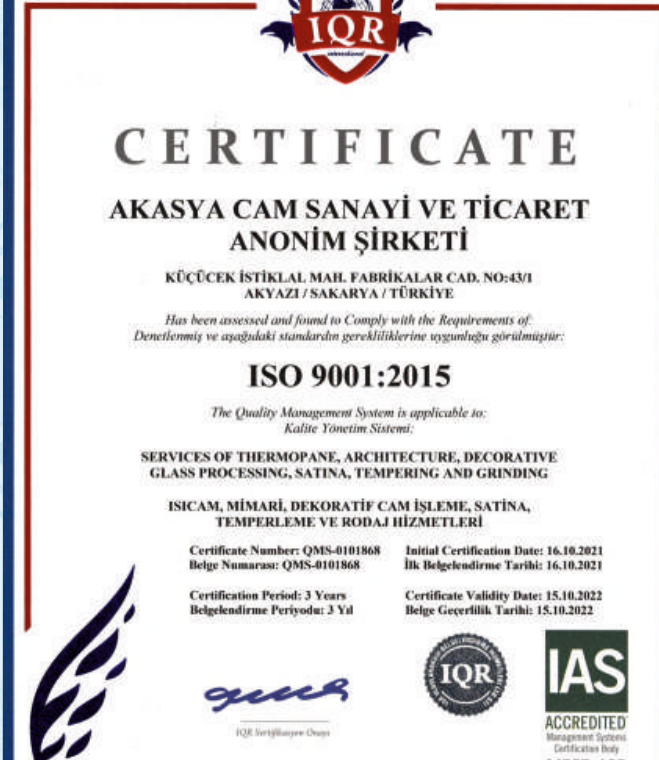 IQR
international
CERTIFICATE
AKASYA CAM SANAYİ VE TİCARET
ANONİM ŞİRKETİ
KÜÇÜCEK İSTİKLAL MAH. FABRİKALAR CAD. NO:43/1
AKYAZI / SAKARYA / TÜRKİYE
Has been assessed and found to Comply with the Requirements of:
Denetlenmiş ve aşağıdaki standardın gerekliliklerine uygunluğu görülmüştür:
ISO 9001:2015
The Quality Management System is applicable to:
Kalite Yönetim Sistemi:
SERVICES OF THERMOPANE, ARCHITECTURE, DECORATIVE
GLASS PROCESSING, SATINA, TEMPERING AND GRINDING
ISICAM, MİMARİ, DEKORATİF CAM İŞLEME, SATİNA,
TEMPERLEME VE RODAJ HİZMETLERİ
Certificate Number: QMS-0101868
Belge Numarası: QMS-0101868
Initial Certification Date: 16.10.2021
İlk Belgelendirme Tarihi: 16.10.2021
Certification Period: 3 Years
Belgelendirme Periyodu: 3 Yıl
Certificate Validity Date: 15.10.2022
Belge Geçerlilik Tarihi: 15.10.2022
IQR Sertifikasyon Onayı
IQR
IAS
ACCREDITED
Management Systems
Certification Body